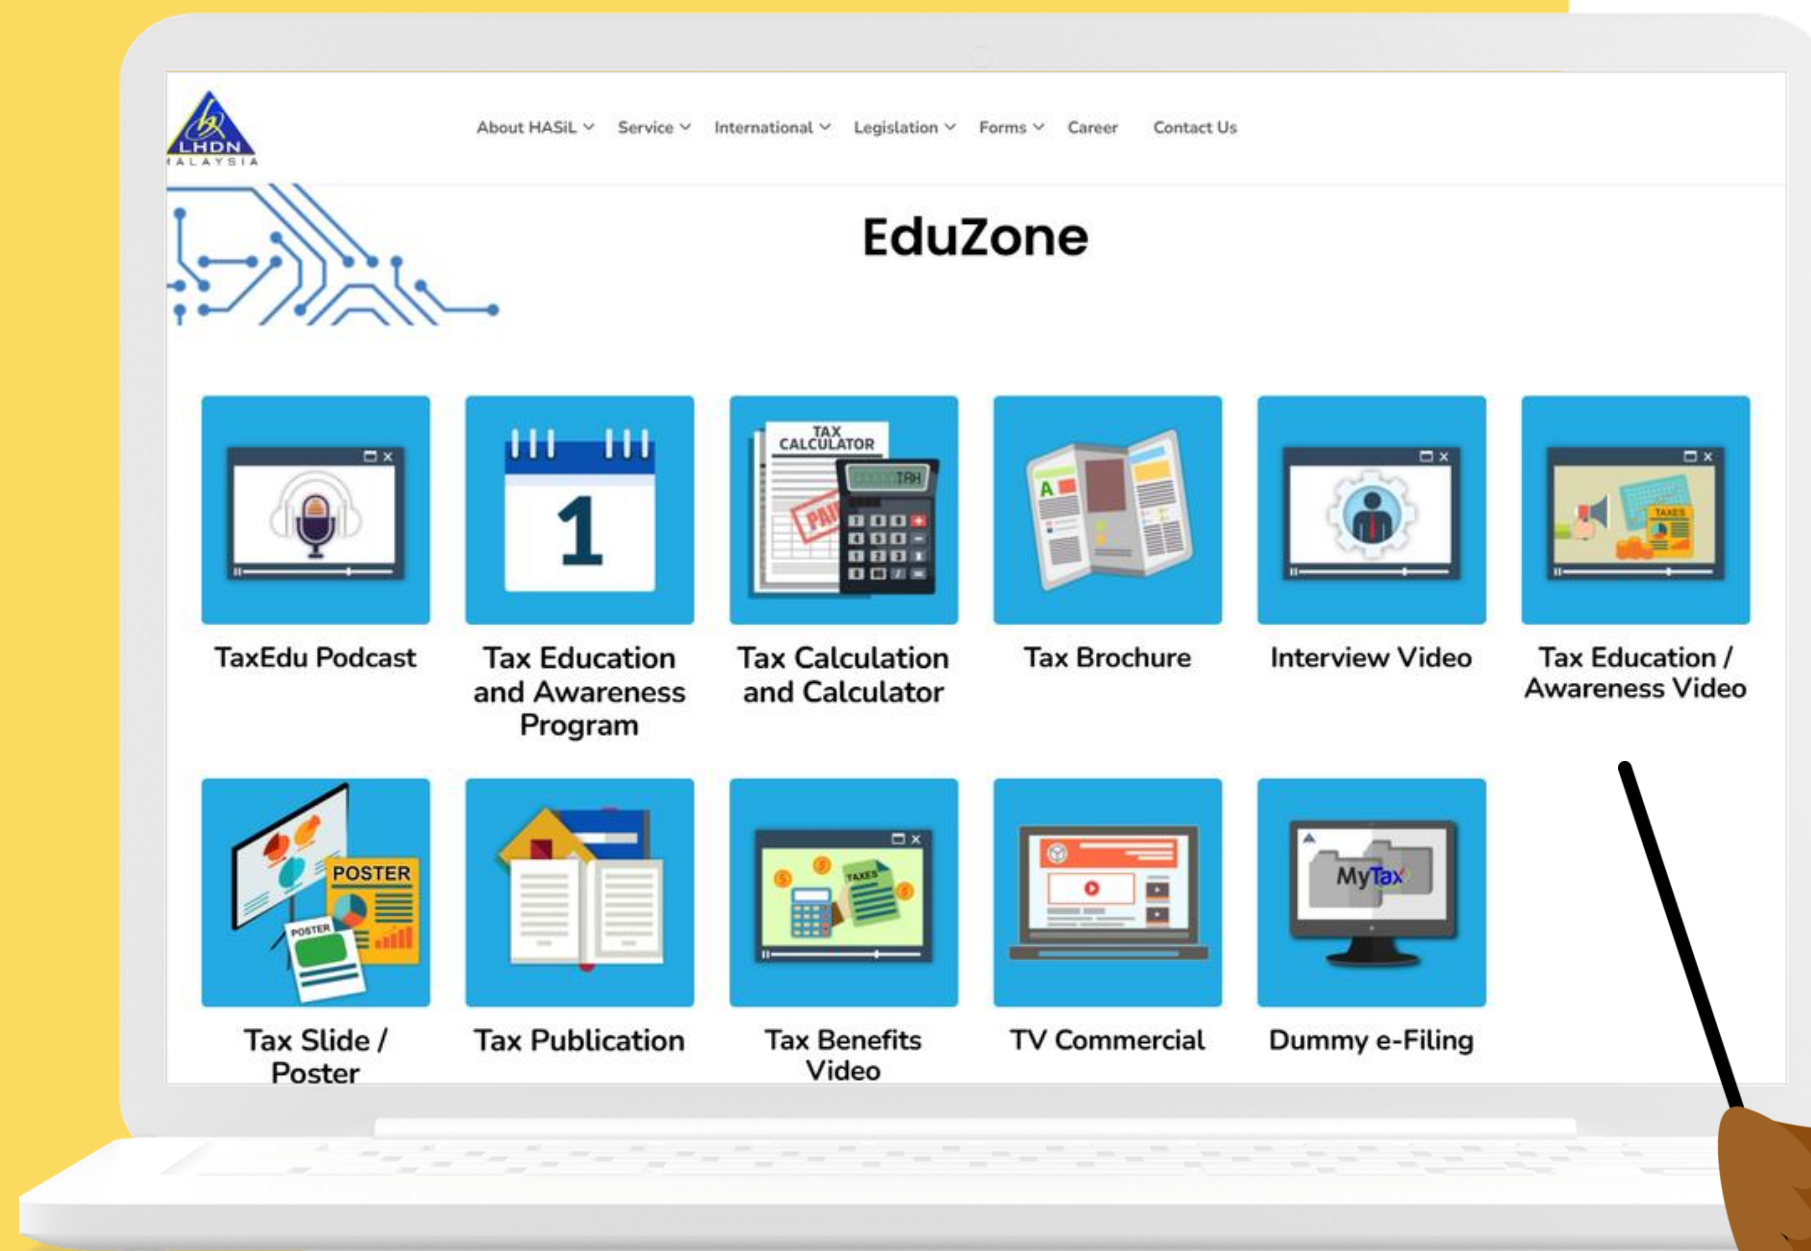 LHDN
MALAYSIA
About HASiL Service International Legislation Forms Career Contact Us
EduZone
TAX
CALCULATOR
PAID
A
TAXES
1
TaxEdu Podcast
Tax Education
and Awareness
Program
Tax Calculation
and Calculator
Tax Brochure
Interview Video
Tax Education /
Awareness Video
POSTER
POSTER
TAXES
MyTax
Tax Slide /
Poster
Tax Publication
Tax Benefits
Video
TV Commercial
Dummy e-Filing